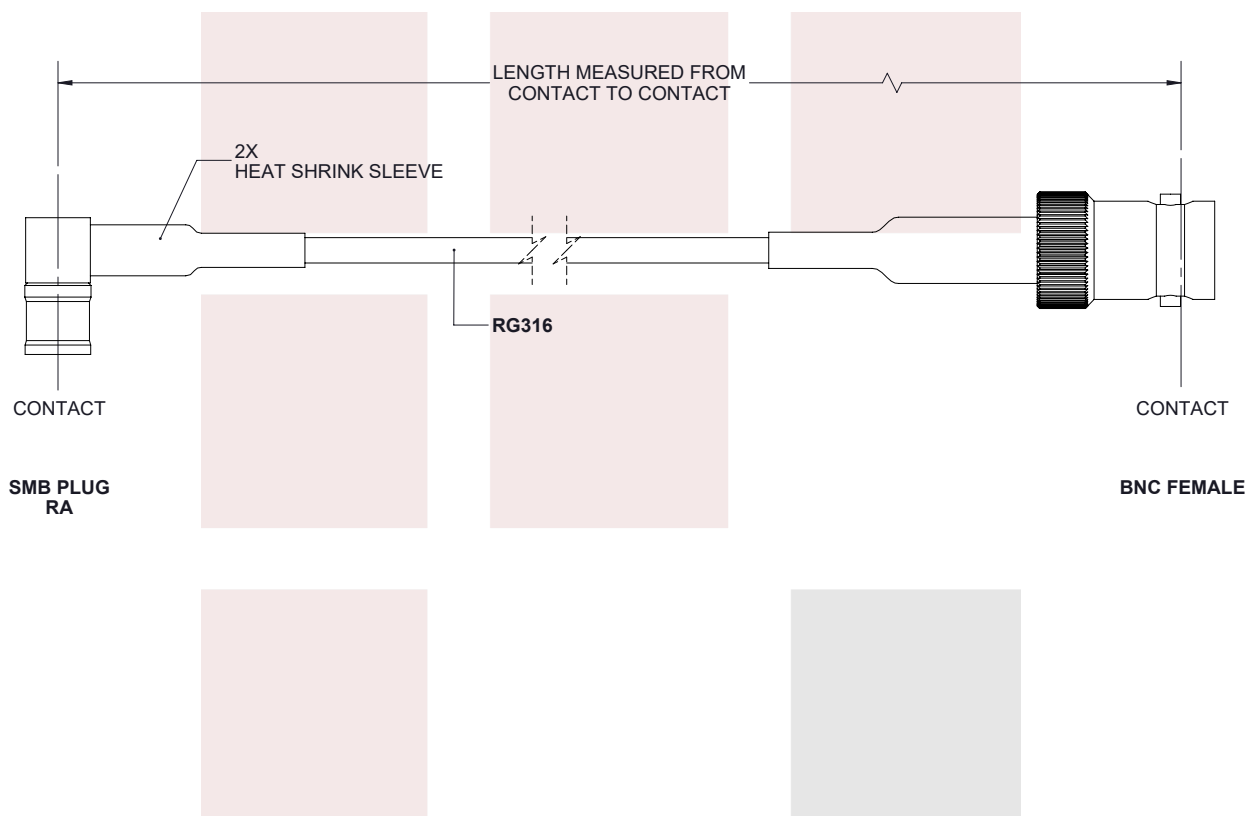 LENGTH MEASURED FROM
CONTACT TO CONTACT
2X
HEAT SHRINK SLEEVE
RG316
CONTACT
CONTACT
SMB PLUG
RA
BNC FEMALE